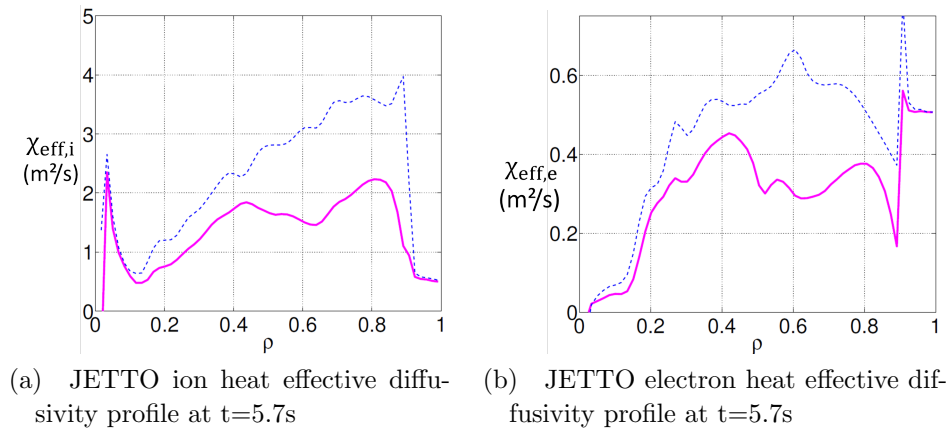 5
4
3
2
1
0
χeff,i
(m²/s)
0 0.2 0.4 0.6 0.8 1
ρ
(a) JETTO ion heat effective diffu-
sivity profile at t=5.7s
0.6
0.4
0.2
0
χeff,e
(m²/s)
0 0.2 0.4 0.6 0.8 1
ρ
(b) JETTO electron heat effective dif-
fusivity profile at t=5.7s